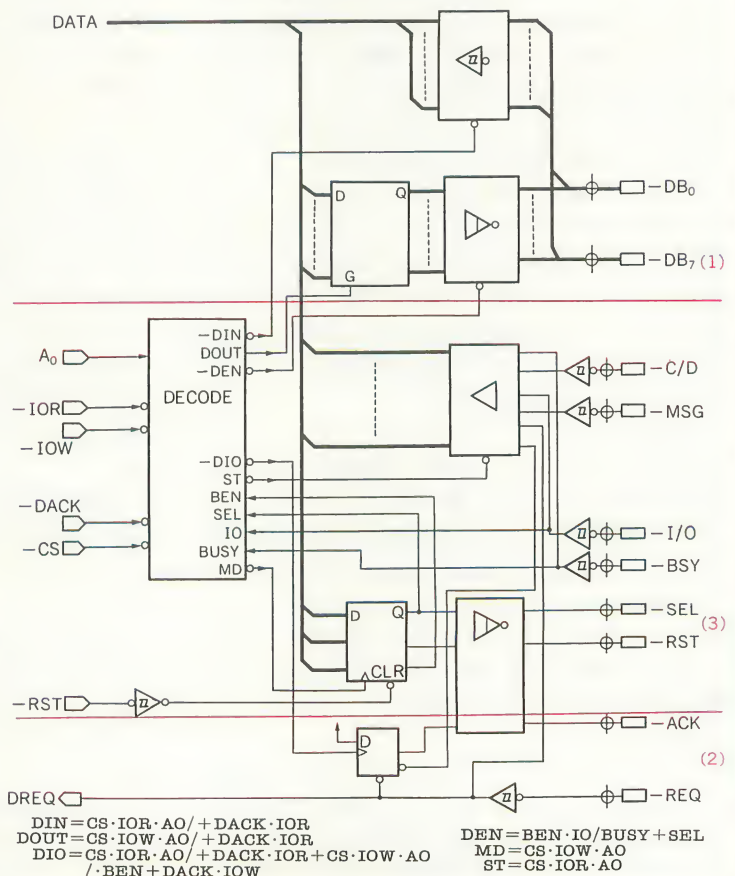 DATA
D
Q
G
-DB0
-DB7 (1)
A0
-IOR
-IOW
-DACK
-CS
DECODE
-DIN
DOUT
-DEN
-DIO
ST
BEN
SEL
IO
BUSY
MD
-C/D
-MSG
-I/O
-BSY
-SEL
(3)
-RST
D
Q
CLR
-RST
-ACK
(2)
D
DREQ
-REQ
DIN=CS·IOR·AO/+DACK·IOR
DOUT=CS·IOW·AO/+DACK·IOR
DIO=CS·IOR·AO/+DACK·IOR+CS·IOW·AO
/·BEN+DACK·IOW
DEN=BEN·IO/BUSY+SEL
MD=CS·IOW·AO
ST=CS·IOR·AO